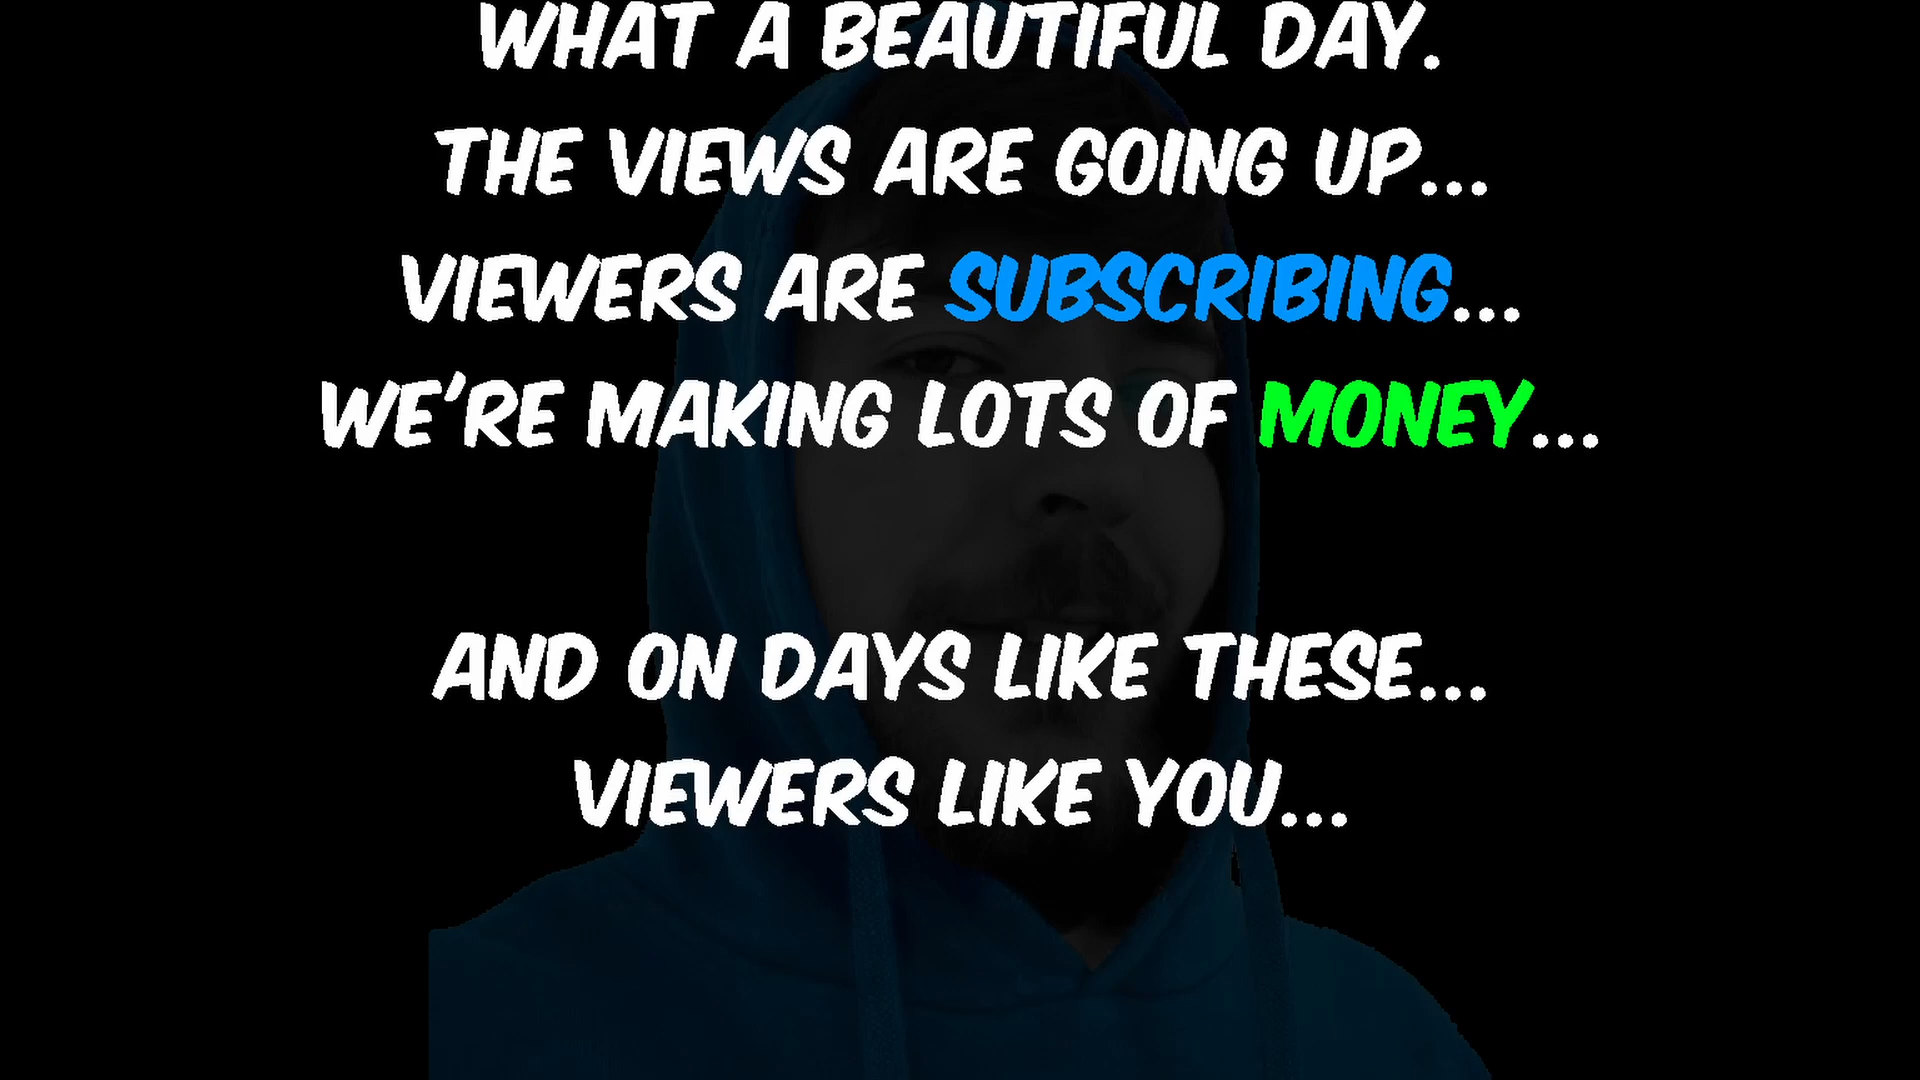 WHAT A BEAUTIFUL DAY.
THE VIEWS ARE GOING UP...
VIEWERS ARE SUBSCRIBING...
WE'RE MAKING LOTS OF MONEY...
AND ON DAYS LIKE THESE...
VIEWERS LIKE YOU...